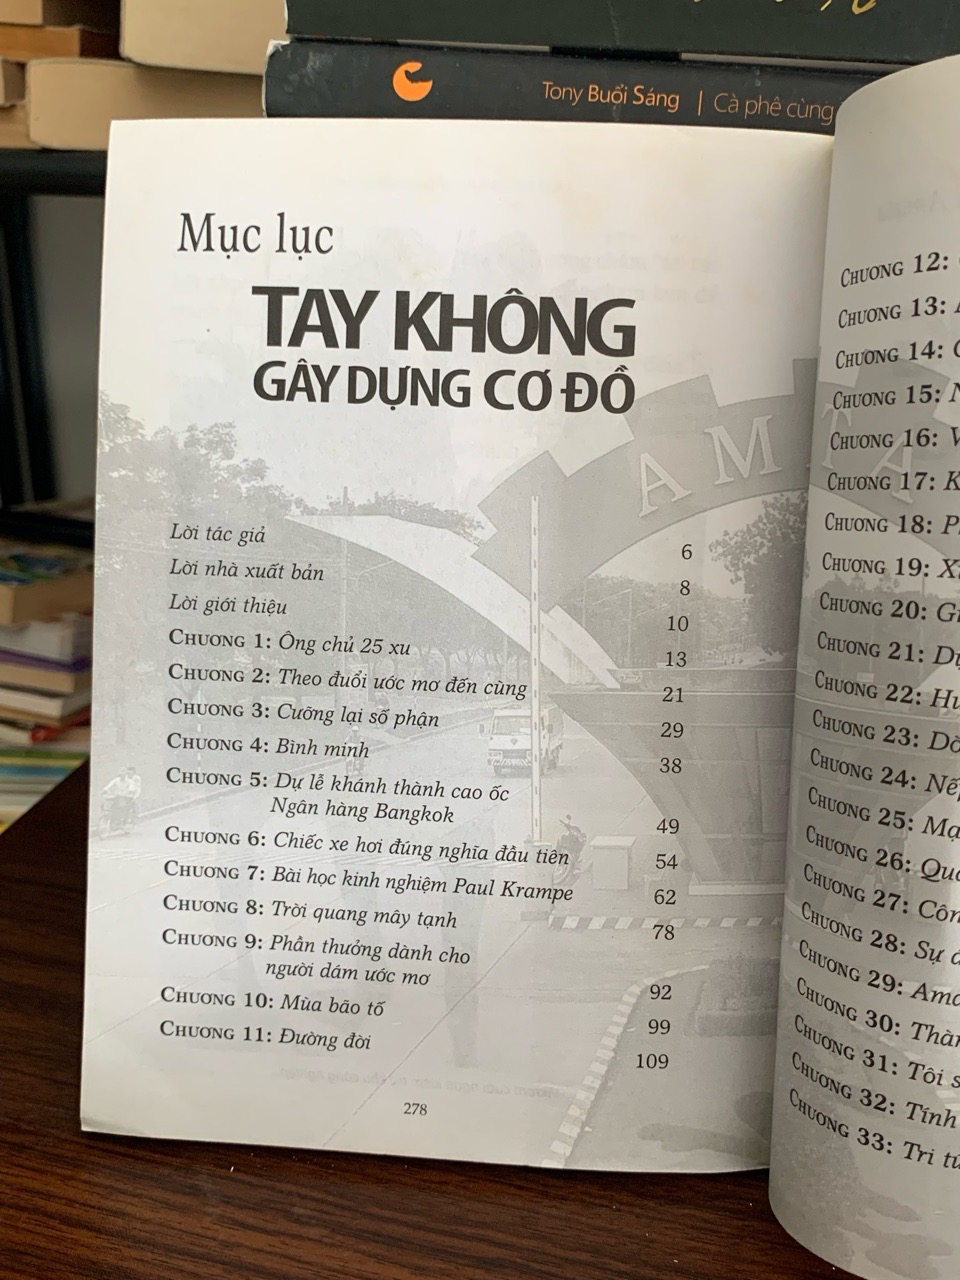 Tony Buổi Sáng | Cà phê cùng
Mục lục
TAY KHÔNG
GÂY DỰNG CƠ ĐỒ
AMTA
Lời tác giả 6
Lời nhà xuất bản 8
Lời giới thiệu 10
CHƯƠNG 1: Ông chủ 25 xu 13
CHƯƠNG 2: Theo đuổi ước mơ đến cùng 21
CHƯƠNG 3: Cưỡng lại số phận 29
CHƯƠNG 4: Bình minh 38
CHƯƠNG 5: Dự lễ khánh thành cao ốc
Ngân hàng Bangkok 49
CHƯƠNG 6: Chiếc xe hơi đúng nghĩa đầu tiên 54
CHƯƠNG 7: Bài học kinh nghiệm Paul Krampe 62
CHƯƠNG 8: Trời quang mây tạnh 78
CHƯƠNG 9: Phần thưởng dành cho
người dám ước mơ 92
CHƯƠNG 10: Mùa bão tố 99
CHƯƠNG 11: Đường đời 109
278
CHƯƠNG 12:
CHƯƠNG 13:
CHƯƠNG 14:
CHƯƠNG 15:
CHƯƠNG 16:
CHƯƠNG 17:
CHƯƠNG 18:
CHƯƠNG 19:
CHƯƠNG 20:
CHƯƠNG 21:
CHƯƠNG 22:
CHƯƠNG 23:
CHƯƠNG 24:
CHƯƠNG 25:
CHƯƠNG 26:
CHƯƠNG 27:
CHƯƠNG 28: Sự
CHƯƠNG 29:
CHƯƠNG 30:
CHƯƠNG 31: Tôi
CHƯƠNG 32: Tính
CHƯƠNG 33: Tri